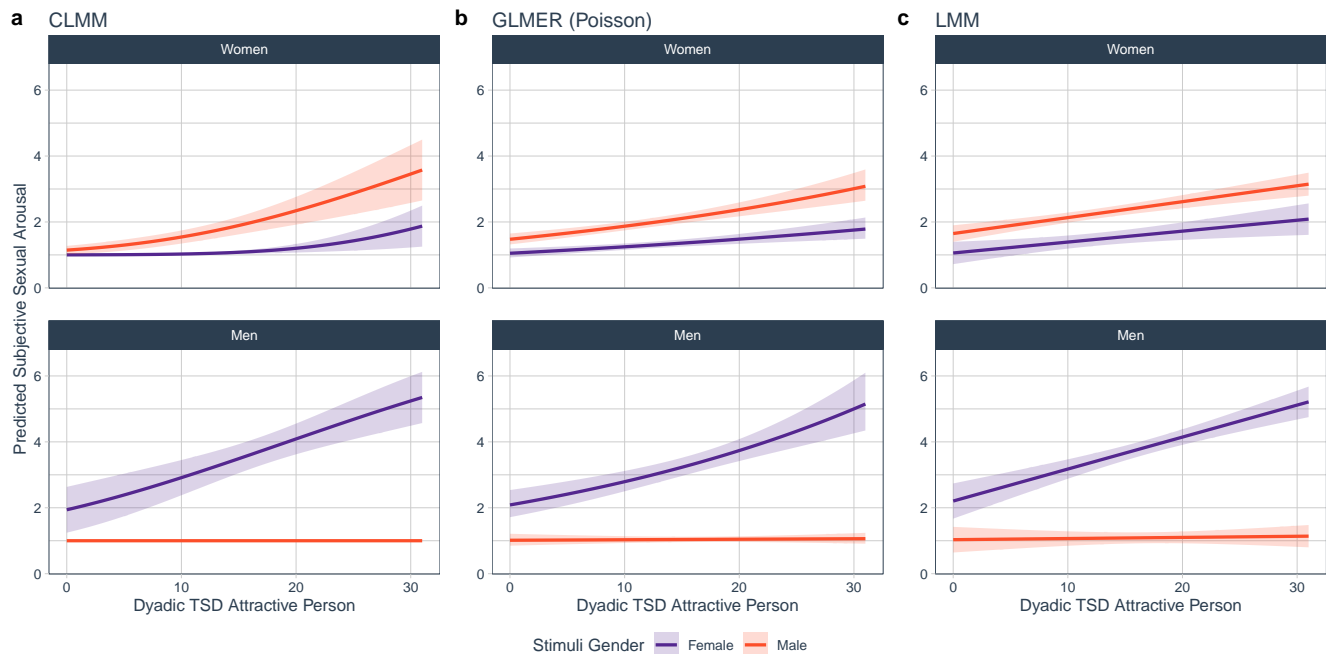 a CLMM
b GLMER (Poisson)
c LMM
Women
Women
Women
6
4
2
0
6
4
2
0
6
4
2
0
Predicted Subjective Sexual Arousal
Men
Men
Men
6
4
2
0
6
4
2
0
6
4
2
0
0 10 20 30
0 10 20 30
0 10 20 30
Dyadic TSD Attractive Person
Dyadic TSD Attractive Person
Dyadic TSD Attractive Person
Stimuli Gender Female Male